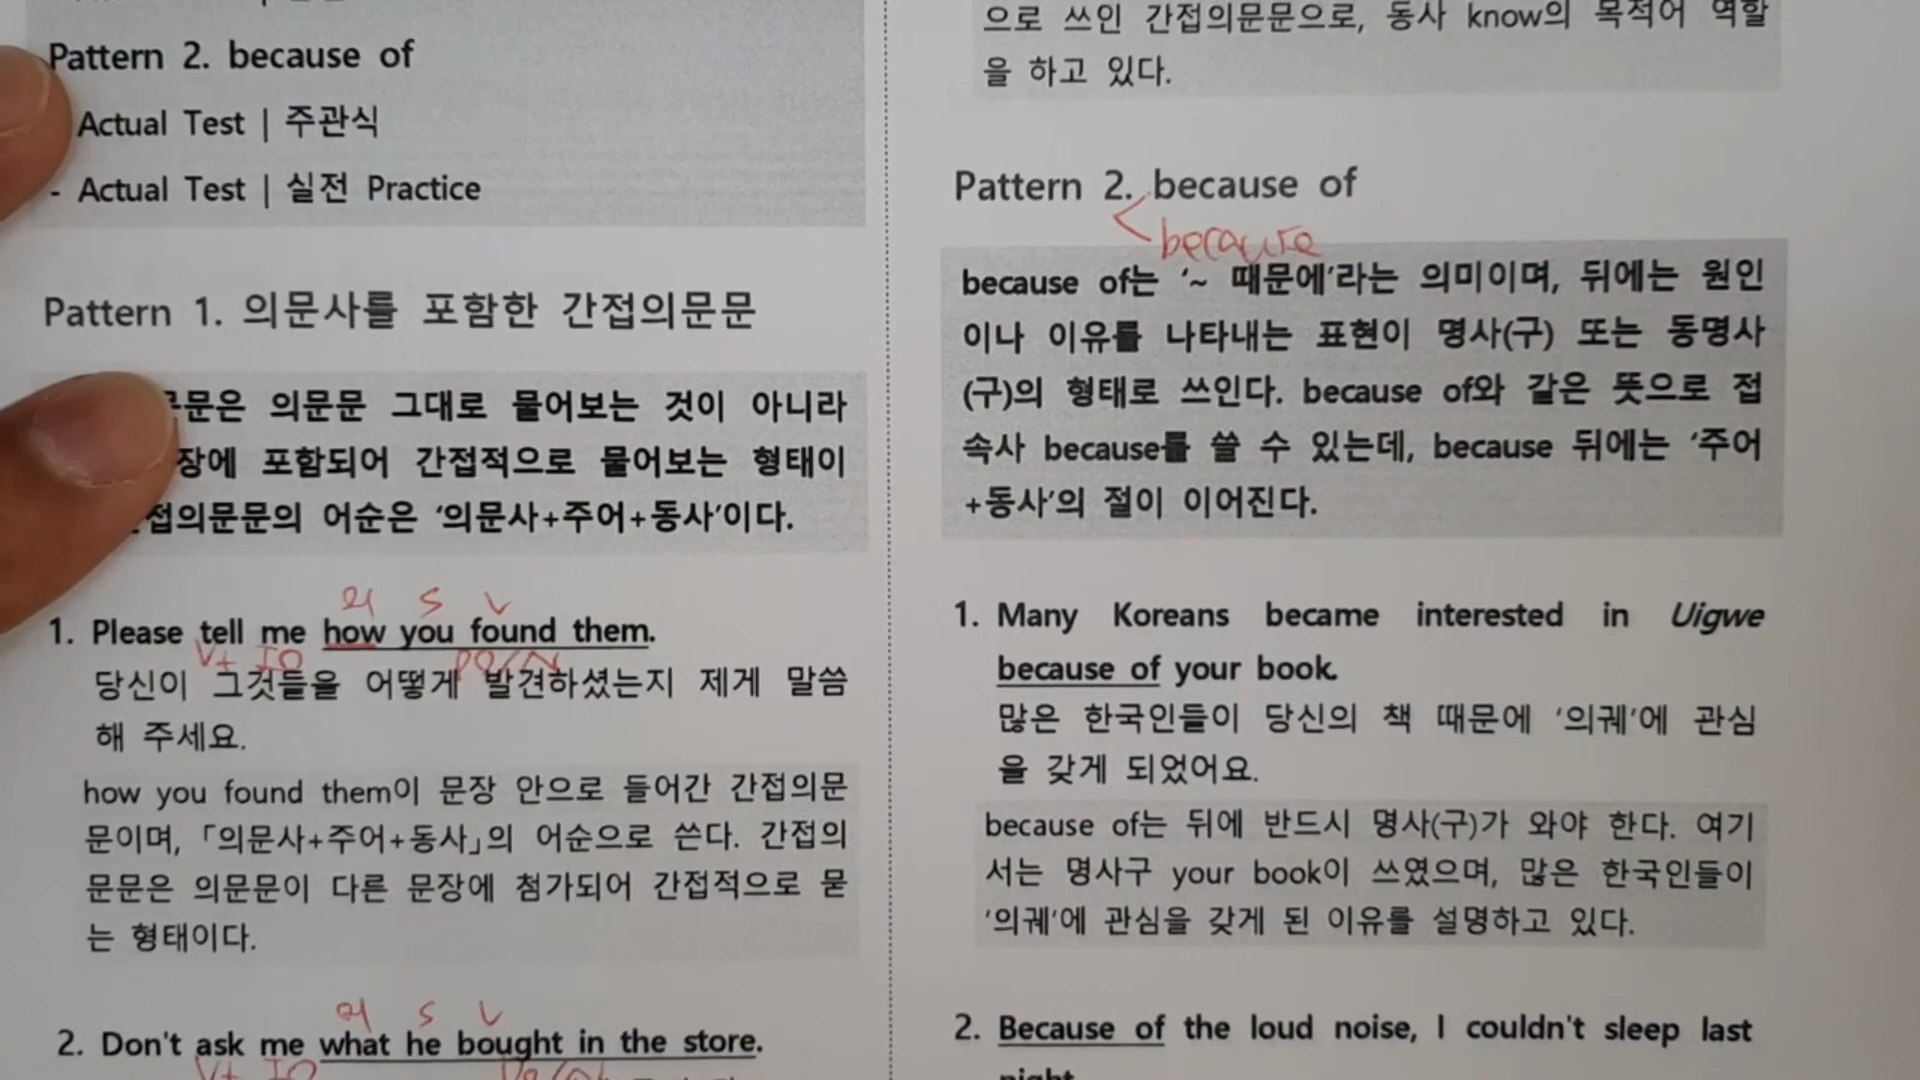 Pattern 2. because of
Actual Test | 주관식
- Actual Test | 실전 Practice
Pattern 1. 의문사를 포함한 간접의문문
문은 의문문 그대로 물어보는 것이 아니라
장에 포함되어 간접적으로 물어보는 형태이
접의문문의 어순은 ‘의문사+주어+동사’이다.
의 S V
1. Please tell me how you found them.
Vt IO
당신이 그것들을 어떻게 발견하셨는지 제게 말씀
해 주세요.
how you found them이 문장 안으로 들어간 간접의문
문이며, 「의문사+주어+동사」의 어순으로 쓴다. 간접의
문문은 의문문이 다른 문장에 첨가되어 간접적으로 묻
는 형태이다.
의 S V
2. Don't ask me what he bought in the store.
Vt IO
으로 쓰인 간접의문문으로, 동사 know의 목적어 역할
을 하고 있다.
Pattern 2. because of
because
because of는 ‘~ 때문에’라는 의미이며, 뒤에는 원인
이나 이유를 나타내는 표현이 명사(구) 또는 동명사
(구)의 형태로 쓰인다. because of와 같은 뜻으로 접
속사 because를 쓸 수 있는데, because 뒤에는 ‘주어
+동사’의 절이 이어진다.
1. Many Koreans became interested in Uigwe
because of your book.
많은 한국인들이 당신의 책 때문에 ‘의궤’에 관심
을 갖게 되었어요.
because of는 뒤에 반드시 명사(구)가 와야 한다. 여기
서는 명사구 your book이 쓰였으며, 많은 한국인들이
‘의궤’에 관심을 갖게 된 이유를 설명하고 있다.
2. Because of the loud noise, I couldn't sleep last
night.